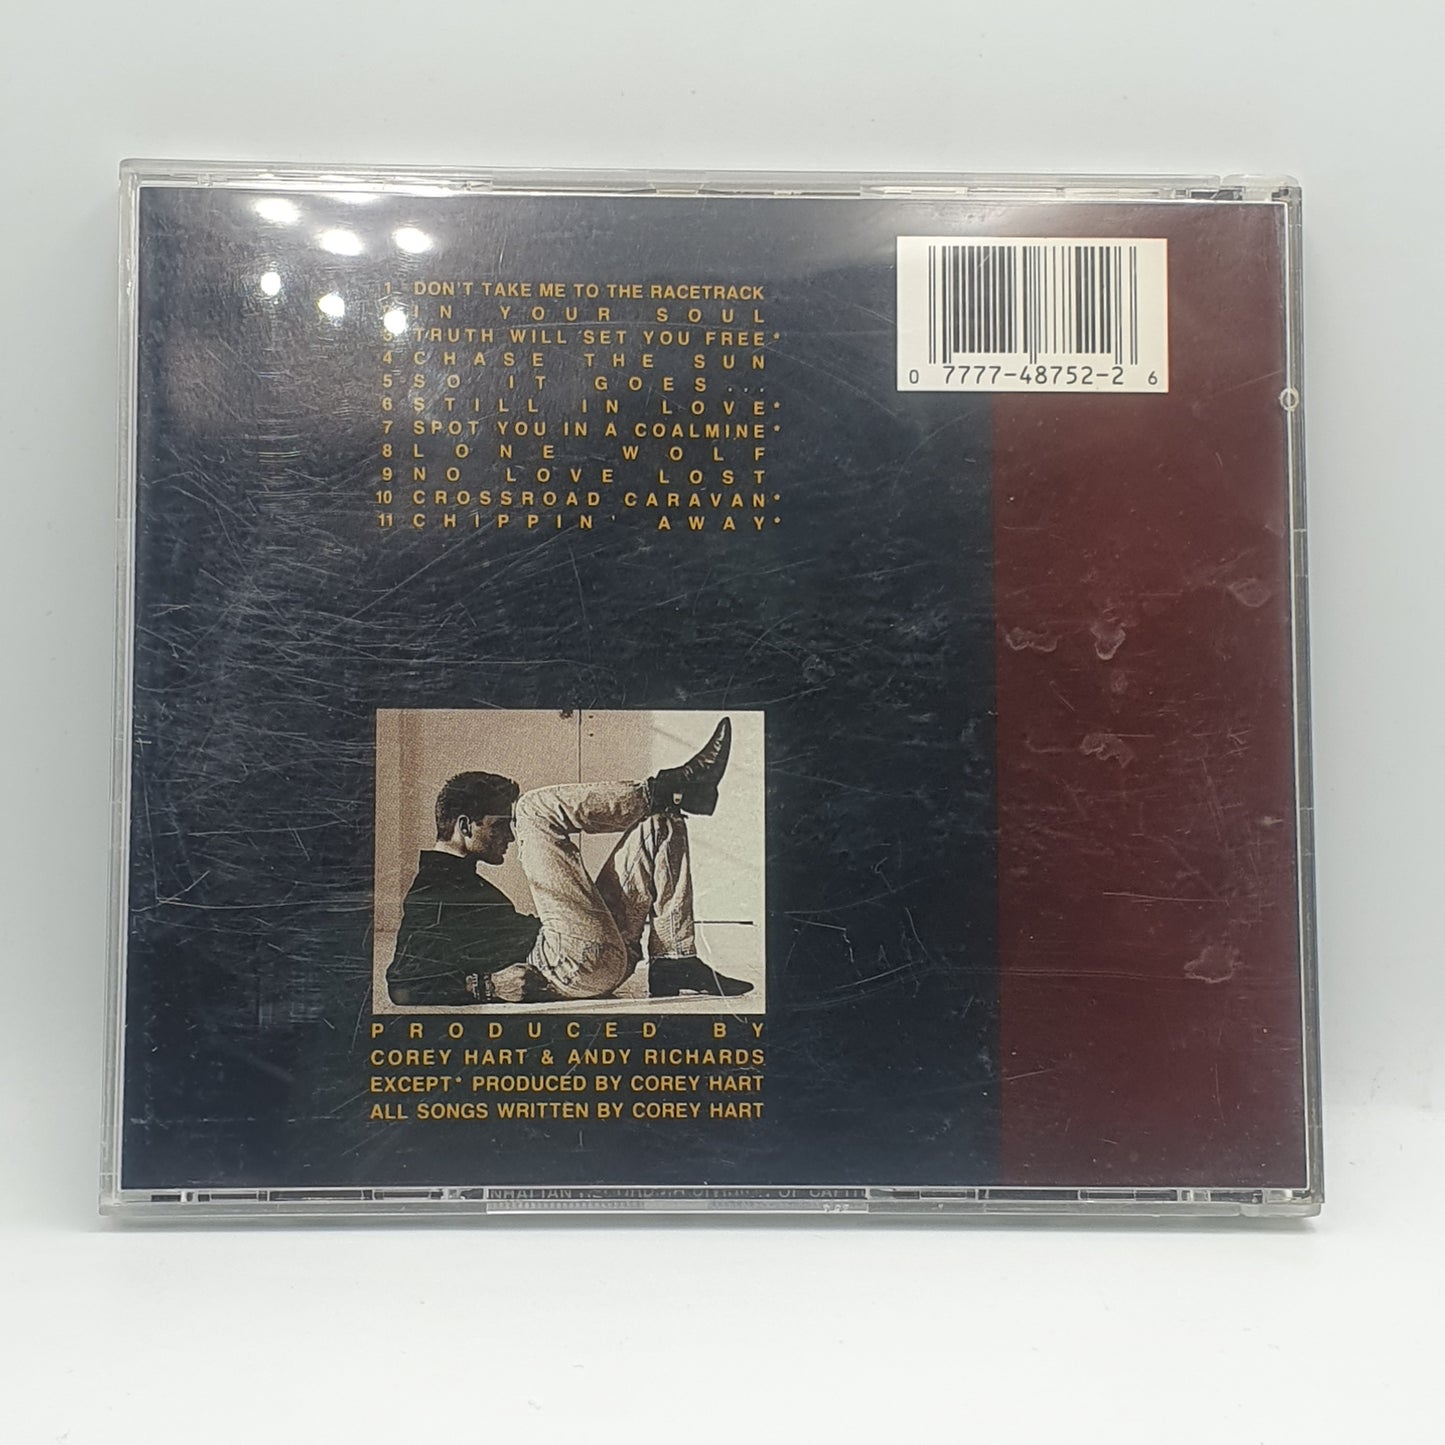 1 DON'T TAKE ME TO THE RACETRACK
IN YOUR SOUL
3 TRUTH WILL SET YOU FREE*
4 CHASE THE SUN
5 SO IT GOES...
6 STILL IN LOVE*
7 SPOT YOU IN A COALMINE*
8 LONE WOLF
9 NO LOVE LOST
10 CROSSROAD CARAVAN*
11 CHIPPIN' AWAY*
0 7777-48752-2 6
PRODUCED BY
COREY HART & ANDY RICHARDS
EXCEPT* PRODUCED BY COREY HART
ALL SONGS WRITTEN BY COREY HART